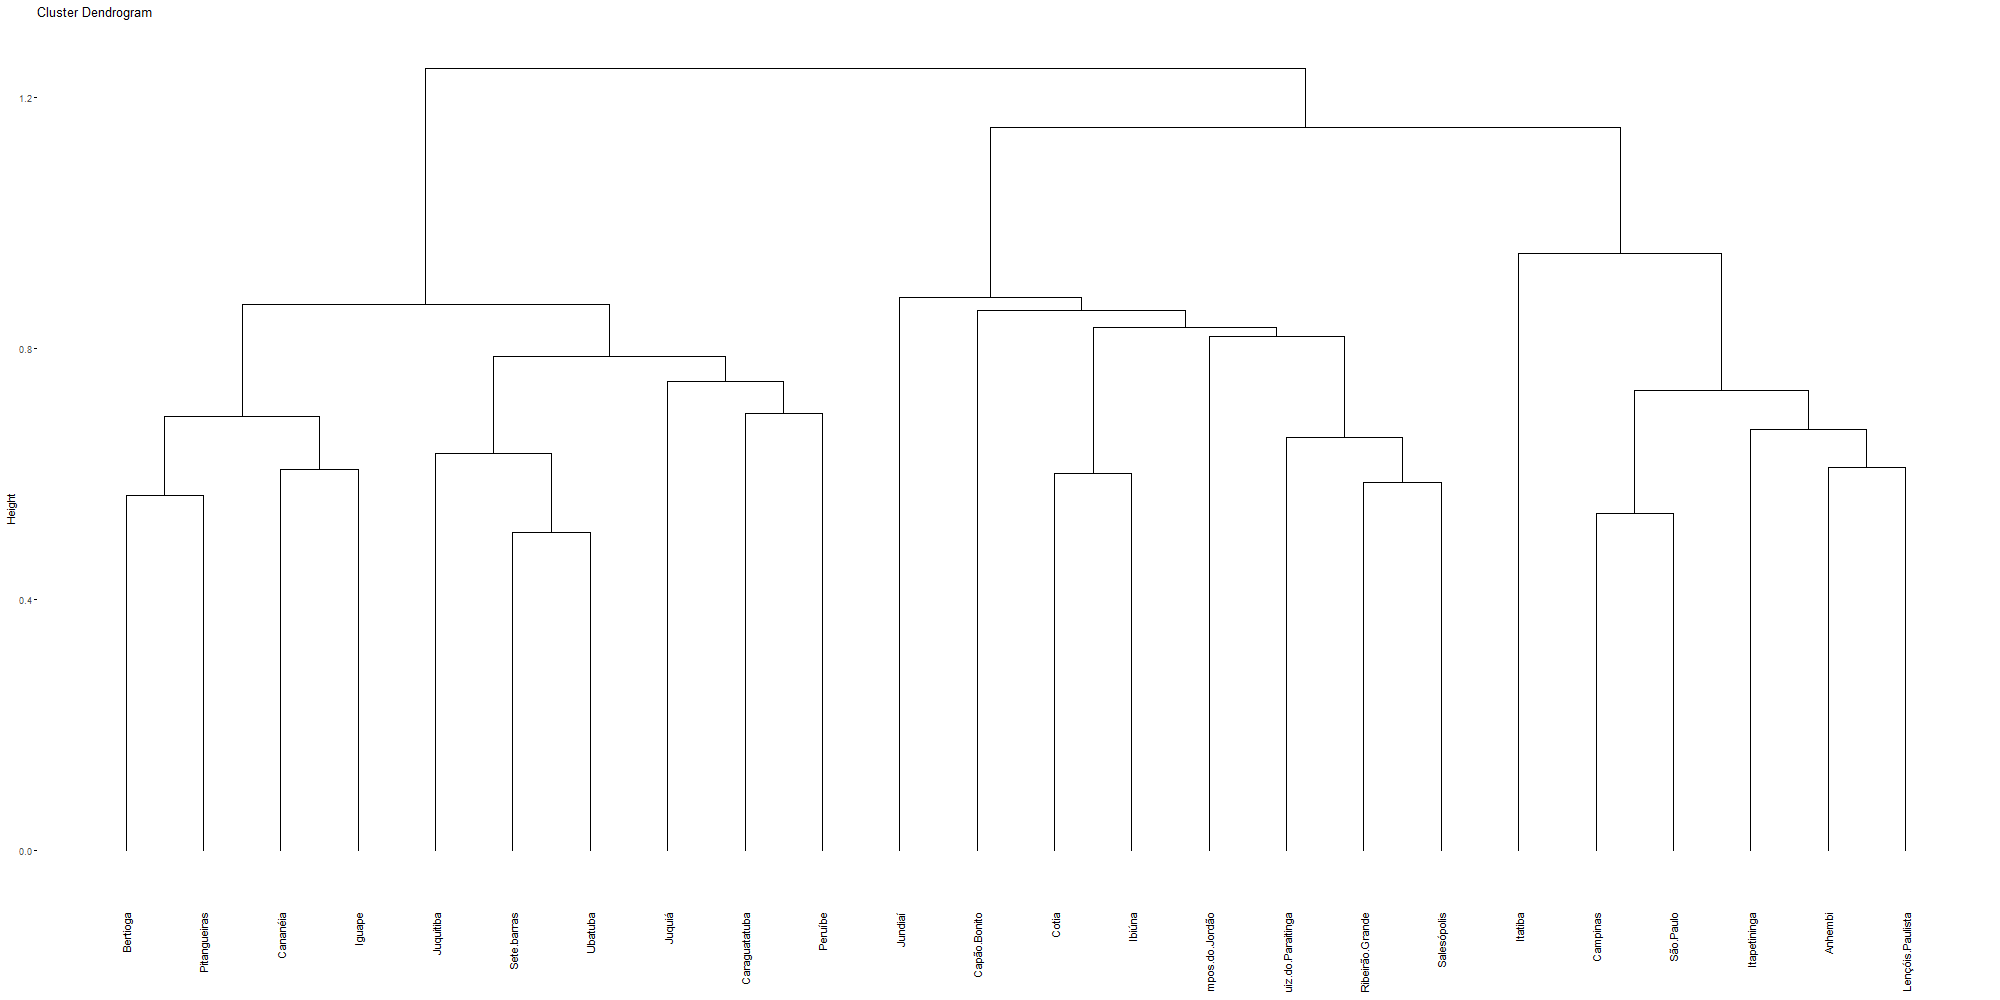 Cluster Dendrogram
1.2
0.8
0.4
0.0
Height
Bertioga
Pitangueiras
Cananéia
Iguape
Juquitiba
Sete.barras
Ubatuba
Juquiá
Caraguatatuba
Peruíbe
Jundiaí
Capão.Bonito
Cotia
Ibiúna
mpos.do.Jordão
uiz.do.Paraitinga
Ribeirão.Grande
Salesópolis
Itatiba
Campinas
São.Paulo
Itapetininga
Anhembi
Lençóis.Paulista